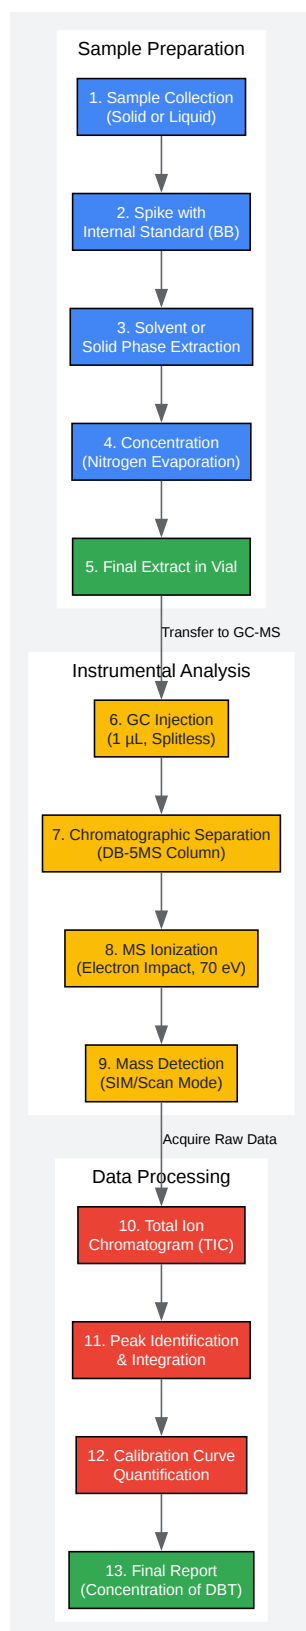 Sample Preparation
1. Sample Collection
(Solid or Liquid)
2. Spike with
Internal Standard (BB)
3. Solvent or
Solid Phase Extraction
4. Concentration
(Nitrogen Evaporation)
5. Final Extract in Vial
Transfer to GC-MS
Instrumental Analysis
6. GC Injection
(1 µL, Splitless)
7. Chromatographic Separation
(DB-5MS Column)
8. MS Ionization
(Electron Impact, 70 eV)
9. Mass Detection
(SIM/Scan Mode)
Acquire Raw Data
Data Processing
10. Total Ion
Chromatogram (TIC)
11. Peak Identification
& Integration
12. Calibration Curve
Quantification
13. Final Report
(Concentration of DBT)